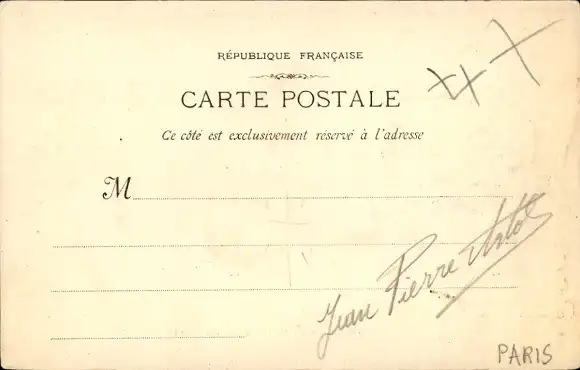 RÉPUBLIQUE FRANÇAISE
CARTE POSTALE
Ce côté est exclusivement réservé à l'adresse
M
Jean Pierre
PARIS